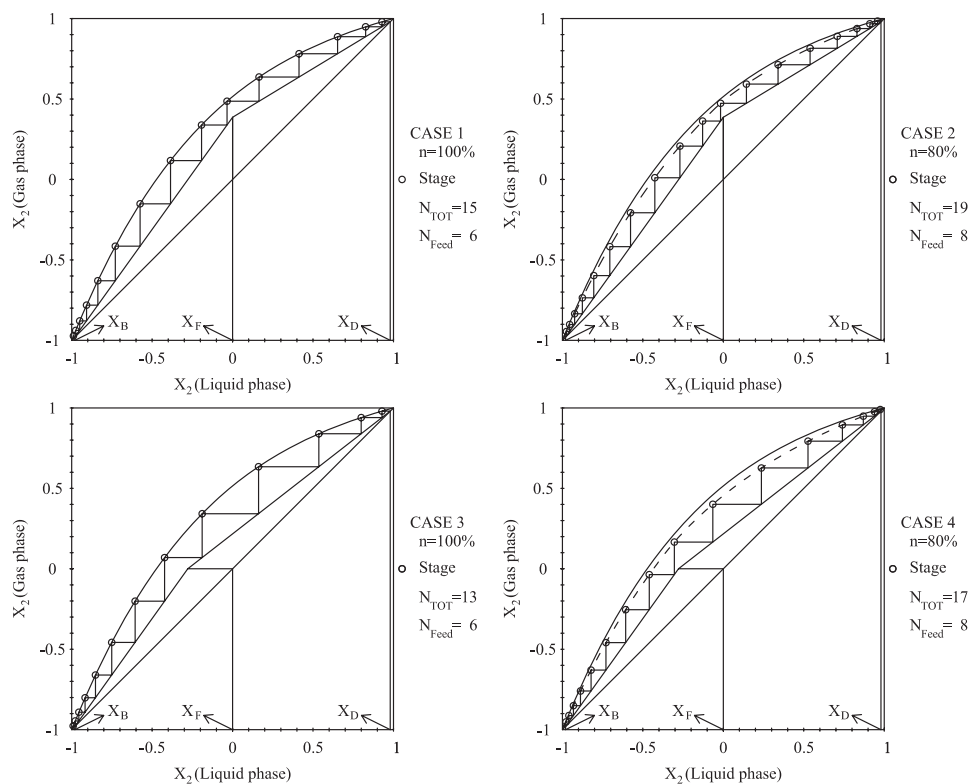 1
0.5
0
-0.5
-1
X2 (Gas phase)
-1 -0.5 0 0.5 1
X2 (Liquid phase)
XB XF XD
CASE 1
n=100%
Stage
NTOT=15
NFeed= 6
1
0.5
0
-0.5
-1
X2 (Gas phase)
-1 -0.5 0 0.5 1
X2 (Liquid phase)
XB XF XD
CASE 2
n=80%
Stage
NTOT=19
NFeed= 8
1
0.5
0
-0.5
-1
X2 (Gas phase)
-1 -0.5 0 0.5 1
X2 (Liquid phase)
XB XF XD
CASE 3
n=100%
Stage
NTOT=13
NFeed= 6
1
0.5
0
-0.5
-1
X2 (Gas phase)
-1 -0.5 0 0.5 1
X2 (Liquid phase)
XB XF XD
CASE 4
n=80%
Stage
NTOT=17
NFeed= 8